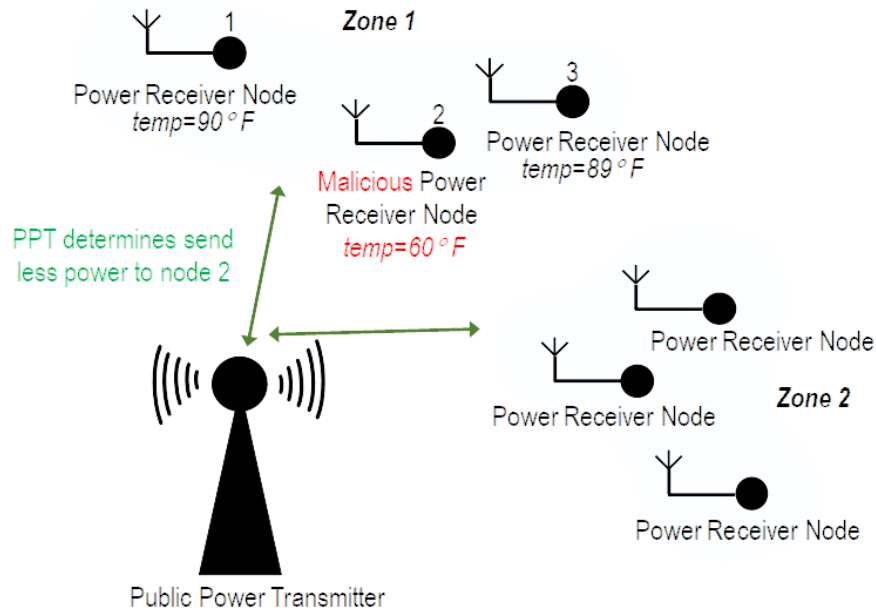 Zone 1
1
Power Receiver Node
temp=90°F
2
Malicious Power
Receiver Node
temp=60°F
3
Power Receiver Node
temp=89°F
PPT determines send
less power to node 2
Power Receiver Node
Power Receiver Node
Zone 2
Power Receiver Node
Public Power Transmitter